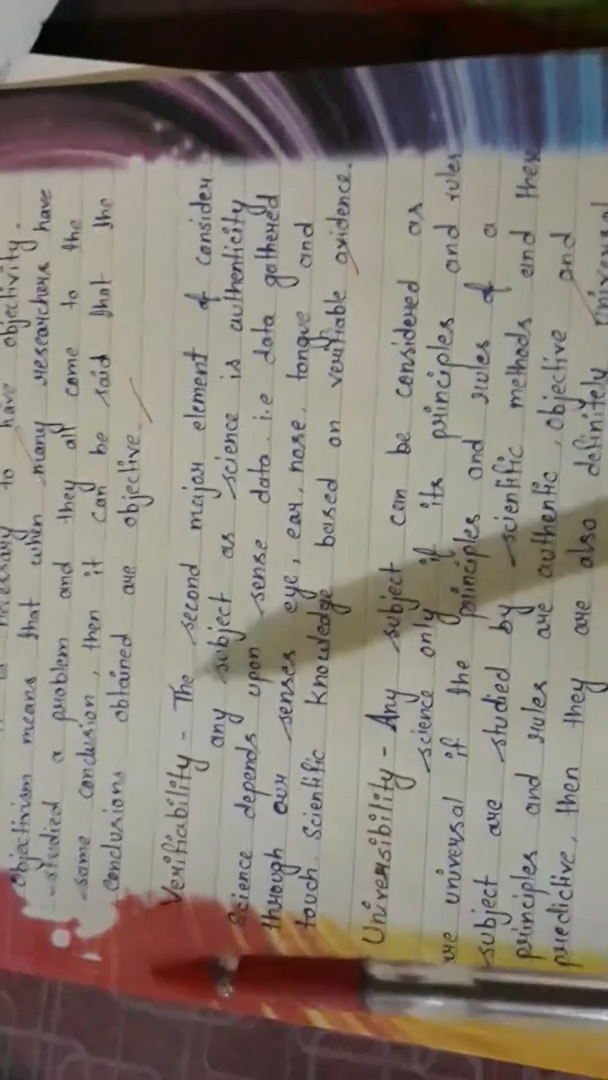 necessary to have objectivity.
Objectivism means that when many researchers have
studied a problem and they all come to the
same conclusion, then it can be said that the
conclusions obtained are objective.
Verifiability - The second major element of consider
any subject as science is authenticity
Science depends upon sense data i.e data gathered
through our senses eye, ear, nose, tongue and
touch. Scientific knowledge based on verifiable evidence.
Universibility - Any subject can be considered as
science only if its principles and rules
are universal if the principles and rules of a
subject are studied by scientific methods and these
principles and rules are authentic, objective and
predictive, then they are also definitely universal